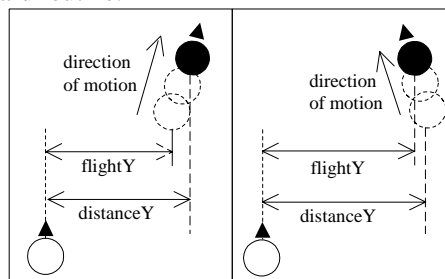 direction
of motion
flightY
distanceY
direction
of motion
flightY
distanceY